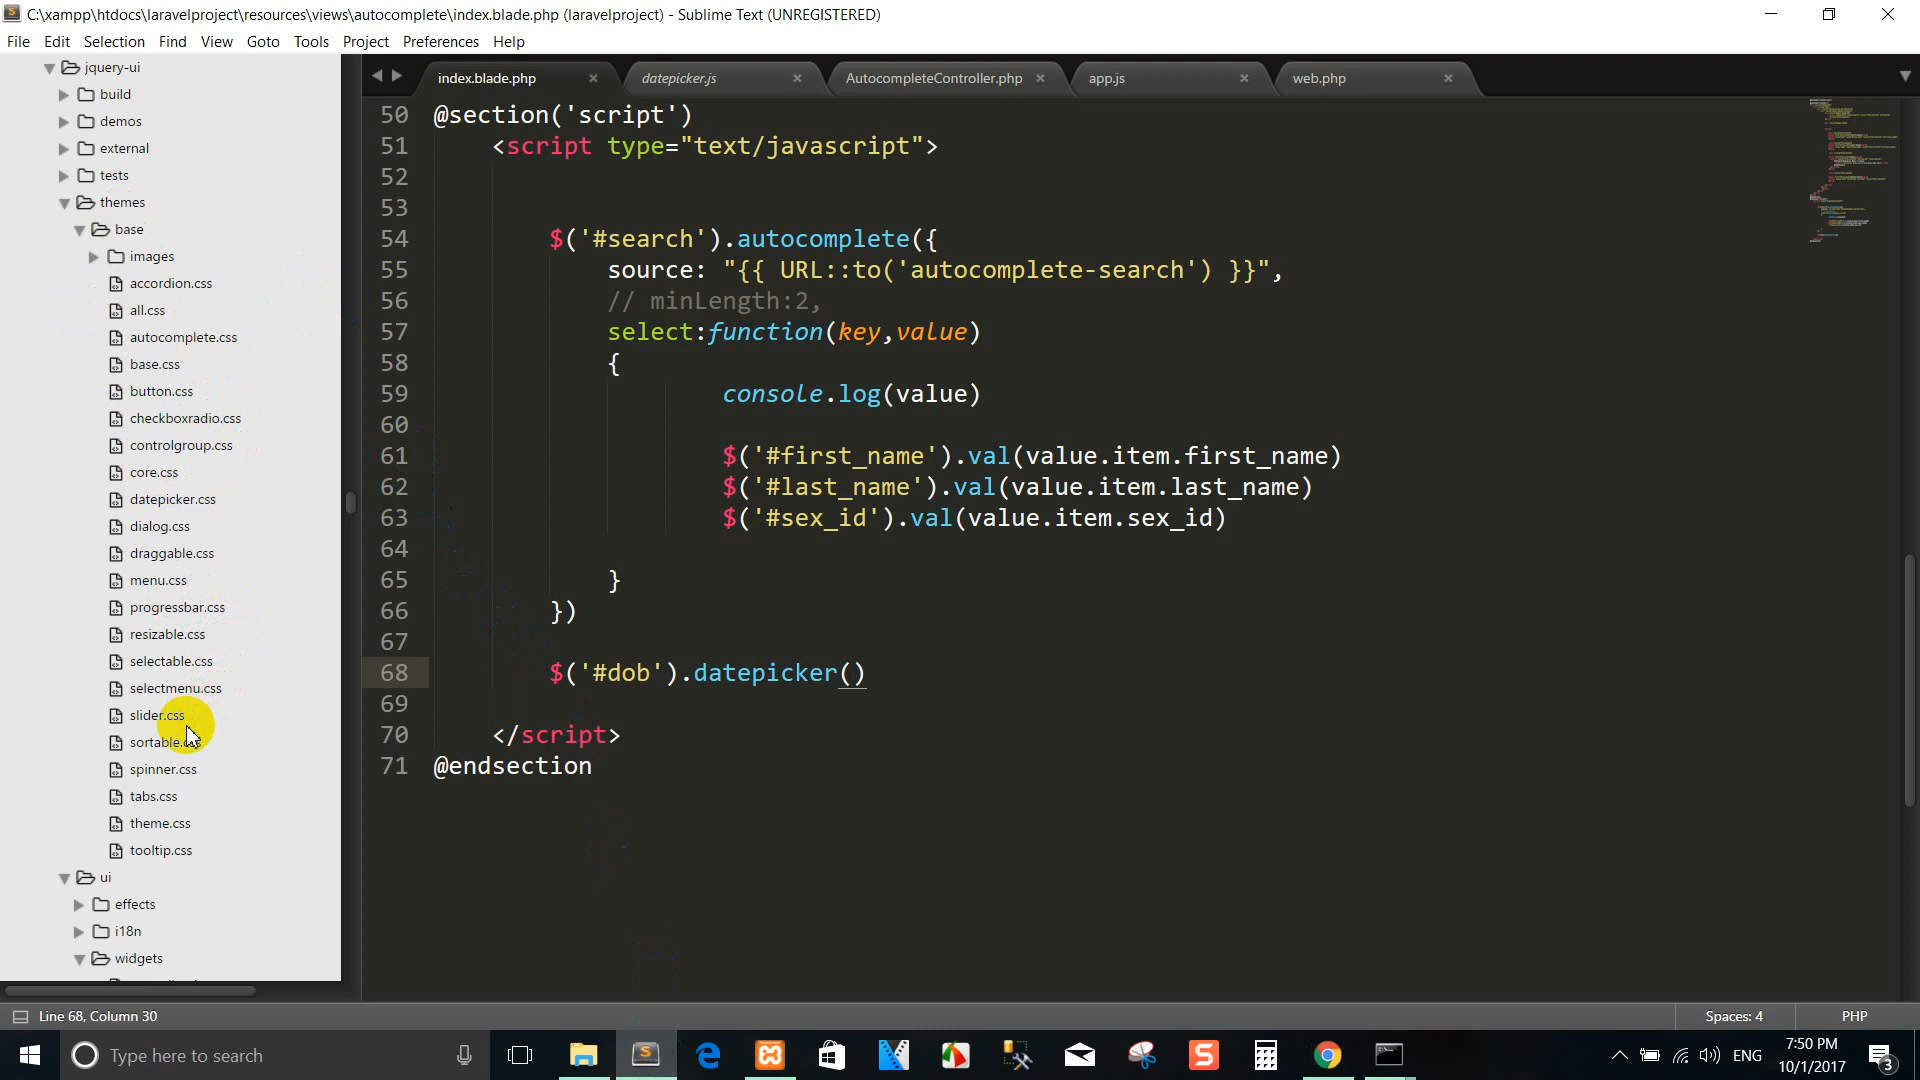 C:\xampp\htdocs\laravelproject\resources\views\autocomplete\index.blade.php (laravelproject) - Sublime Text (UNREGISTERED)
File Edit Selection Find View Goto Tools Project Preferences Help
jquery-ui
build
demos
external
tests
themes
base
images
accordion.css
all.css
autocomplete.css
base.css
button.css
checkboxradio.css
controlgroup.css
core.css
datepicker.css
dialog.css
draggable.css
menu.css
progressbar.css
resizable.css
selectable.css
selectmenu.css
slider.css
sortable.css
spinner.css
tabs.css
theme.css
tooltip.css
ui
effects
i18n
widgets
index.blade.php datepicker.js AutocompleteController.php app.js web.php
50 @section('script')
51 <script type="text/javascript">
52
53
54 $('#search').autocomplete({
55 source: "{{ URL::to('autocomplete-search') }}",
56 // minLength:2,
57 select:function(key,value)
58 {
59 console.log(value)
60
61 $('#first_name').val(value.item.first_name)
62 $('#last_name').val(value.item.last_name)
63 $('#sex_id').val(value.item.sex_id)
64
65 }
66 })
67
68 $('#dob').datepicker()
69
70 </script>
71 @endsection
Line 68, Column 30 Spaces: 4 PHP
Type here to search ENG 7:50 PM
10/1/2017 3